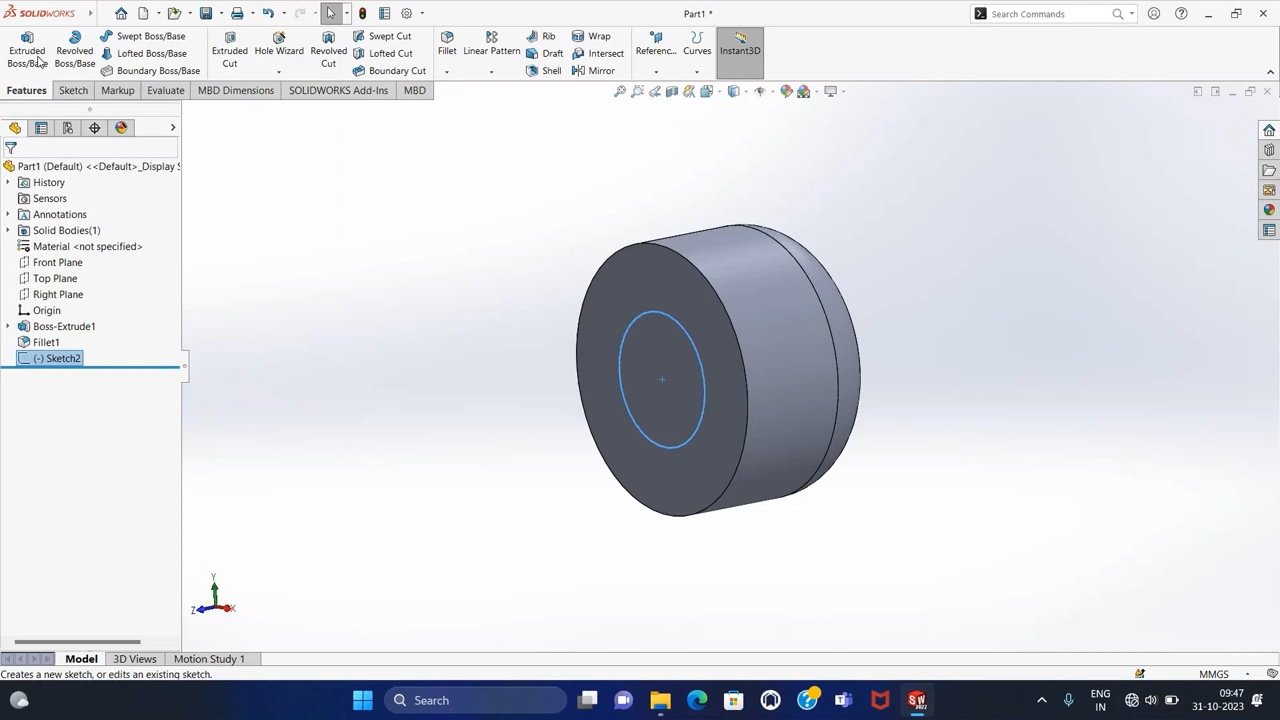 SOLIDWORKS
Part1 *
Search Commands
Extruded Boss/Base
Revolved Boss/Base
Swept Boss/Base
Lofted Boss/Base
Boundary Boss/Base
Extruded Cut
Hole Wizard
Revolved Cut
Swept Cut
Lofted Cut
Boundary Cut
Fillet
Linear Pattern
Rib
Draft
Shell
Wrap
Intersect
Mirror
Referenc...
Curves
Instant3D
Features Sketch Markup Evaluate MBD Dimensions SOLIDWORKS Add-Ins MBD
Part1 (Default) <<Default>_Display S
History
Sensors
Annotations
Solid Bodies(1)
Material <not specified>
Front Plane
Top Plane
Right Plane
Origin
Boss-Extrude1
Fillet1
(-) Sketch2
Y
Z X
Model 3D Views Motion Study 1
Creates a new sketch, or edits an existing sketch.
MMGS
Search
SW
2022
ENG
IN
09:47
31-10-2023